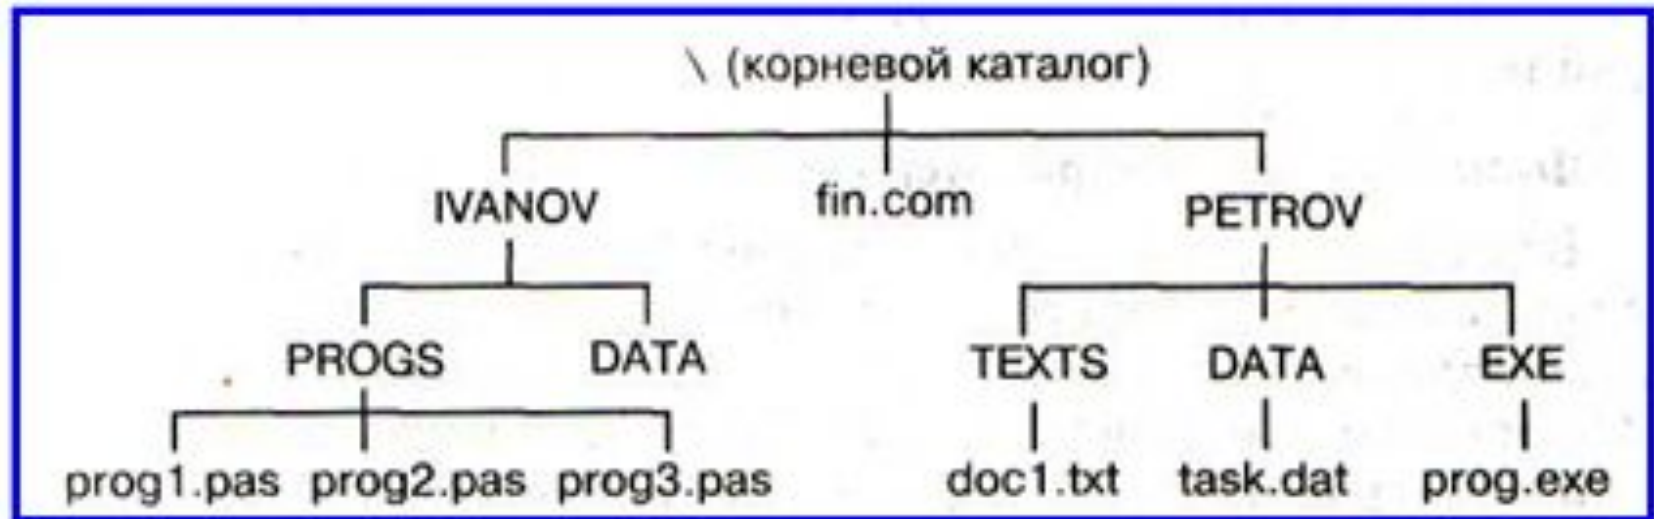 \ (корневой каталог)
IVANOV fin.com PETROV
PROGS DATA TEXTS DATA EXE
prog1.pas prog2.pas prog3.pas doc1.txt task.dat prog.exe